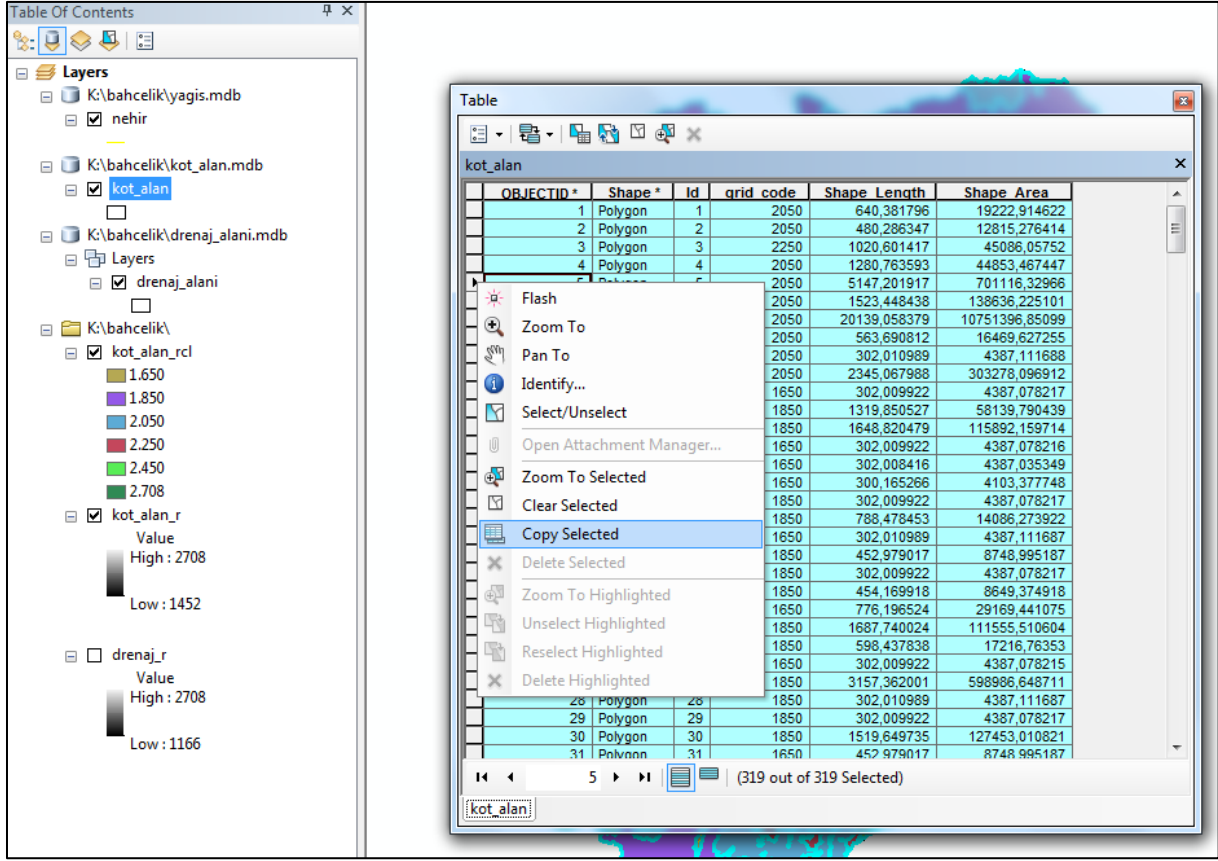 Table Of Contents
Layers
K:\bahcelik\yagis.mdb
nehir
K:\bahcelik\kot_alan.mdb
kot_alan
K:\bahcelik\drenaj_alani.mdb
Layers
drenaj_alani
K:\bahcelik\
kot_alan_rcl
1.650
1.850
2.050
2.250
2.450
2.708
kot_alan_r
Value
High : 2708
Low : 1452
drenaj_r
Value
High : 2708
Low : 1166
Table
kot_alan
OBJECTID * Shape * Id grid_code Shape_Length Shape_Area
1 Polygon 1 2050 640,381796 19222,914622
2 Polygon 2 2050 480,286347 12815,276414
3 Polygon 3 2250 1020,601417 45086,05752
4 Polygon 4 2050 1280,763593 44853,467447
5 Polygon 5 2050 5147,201917 701116,32966
2050 1523,448438 138636,225101
2050 20139,058379 10751396,85099
2050 563,690812 16469,627255
2050 302,010989 4387,111688
2050 2345,067988 303278,096912
1650 302,009922 4387,078217
1850 1319,850527 58139,790439
1850 1648,820479 115892,159714
1650 302,009922 4387,078216
1650 302,008416 4387,035349
1650 300,165266 4103,377748
1850 302,009922 4387,078217
1850 788,478453 14086,273922
1650 302,010989 4387,111687
1850 452,979017 8748,995187
1850 302,009922 4387,078217
1850 454,169918 8649,374918
1650 776,196524 29169,441075
1850 1687,740024 111555,510604
1850 598,437838 17216,76353
1650 302,009922 4387,078215
1850 3157,362001 598986,648711
28 Polygon 28 1850 302,010989 4387,111687
29 Polygon 29 1850 302,009922 4387,078217
30 Polygon 30 1850 1519,649735 127453,010821
31 Polygon 31 1650 452,979017 8748,995187
Flash
Zoom To
Pan To
Identify...
Select/Unselect
Open Attachment Manager...
Zoom To Selected
Clear Selected
Copy Selected
Delete Selected
Zoom To Highlighted
Unselect Highlighted
Reselect Highlighted
Delete Highlighted
5 (319 out of 319 Selected)
kot_alan